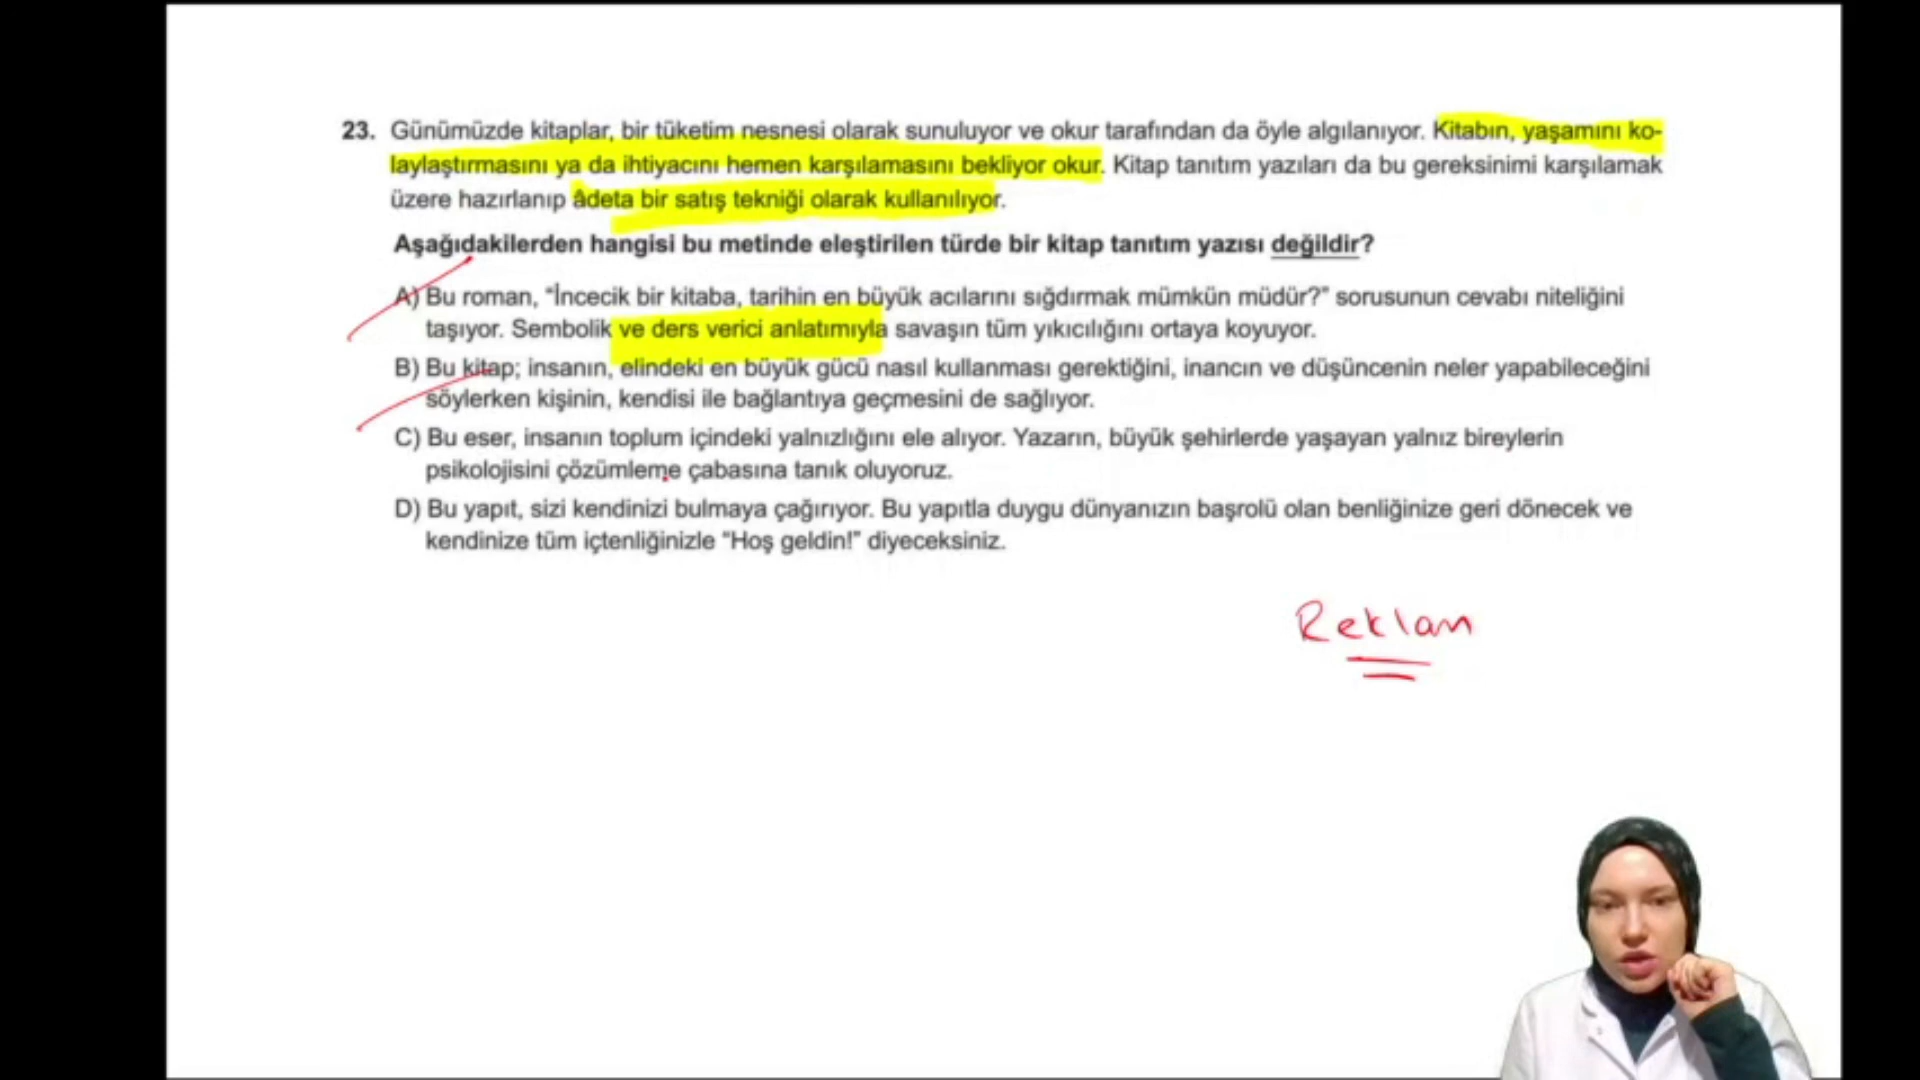 23. Günümüzde kitaplar, bir tüketim nesnesi olarak sunuluyor ve okur tarafından da öyle algılanıyor. Kitabın, yaşamını ko-
laylaştırmasını ya da ihtiyacını hemen karşılamasını bekliyor okur. Kitap tanıtım yazıları da bu gereksinimi karşılamak
üzere hazırlanıp âdeta bir satış tekniği olarak kullanılıyor.
Aşağıdakilerden hangisi bu metinde eleştirilen türde bir kitap tanıtım yazısı değildir?
A) Bu roman, “İncecik bir kitaba, tarihin en büyük acılarını sığdırmak mümkün müdür?” sorusunun cevabı niteliğini
taşıyor. Sembolik ve ders verici anlatımıyla savaşın tüm yıkıcılığını ortaya koyuyor.
B) Bu kitap; insanın, elindeki en büyük gücü nasıl kullanması gerektiğini, inancın ve düşüncenin neler yapabileceğini
söylerken kişinin, kendisi ile bağlantıya geçmesini de sağlıyor.
C) Bu eser, insanın toplum içindeki yalnızlığını ele alıyor. Yazarın, büyük şehirlerde yaşayan yalnız bireylerin
psikolojisini çözümleme çabasına tanık oluyoruz.
D) Bu yapıt, sizi kendinizi bulmaya çağırıyor. Bu yapıtla duygu dünyanızın başrolü olan benliğinize geri dönecek ve
kendinize tüm içtenliğinizle “Hoş geldin!” diyeceksiniz.
Reklam